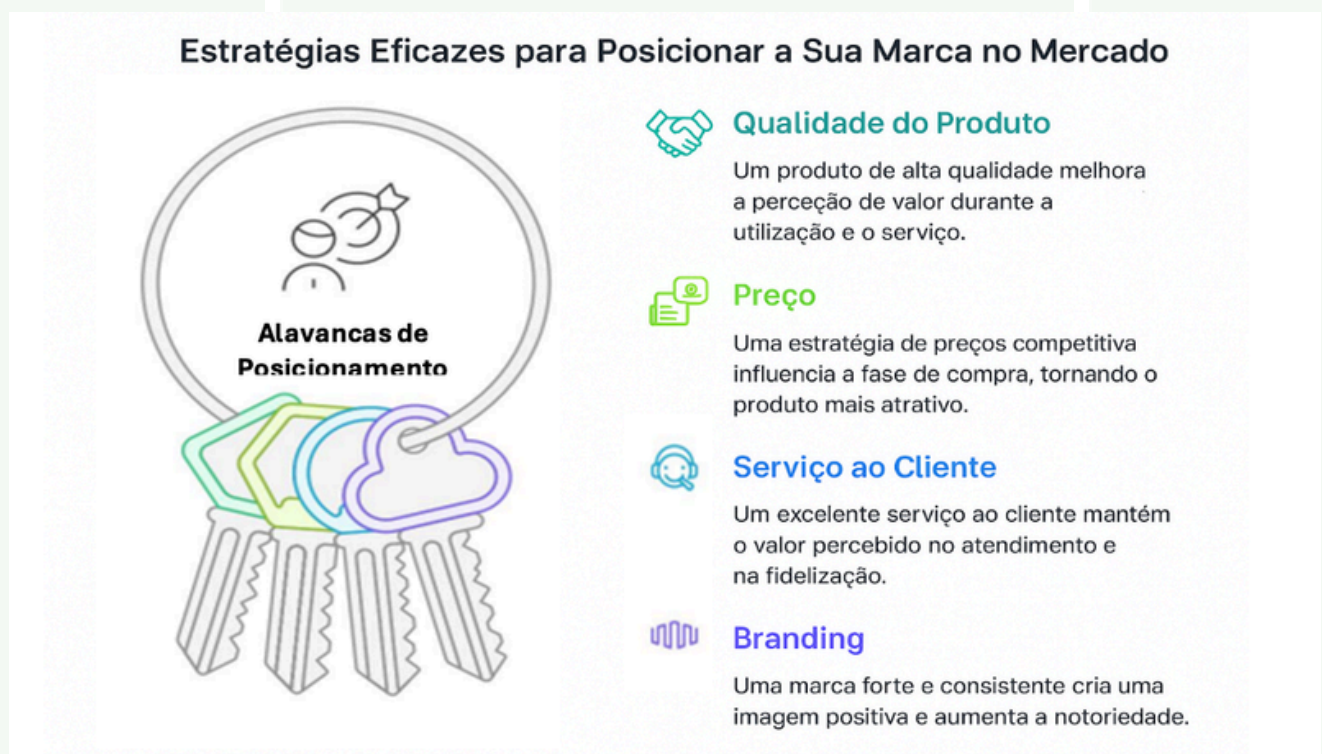 Estratégias Eficazes para Posicionar a Sua Marca no Mercado
Alavancas de
Posicionamento
Qualidade do Produto
Um produto de alta qualidade melhora
a perceção de valor durante a
utilização e o serviço.
Preço
Uma estratégia de preços competitiva
influencia a fase de compra, tornando o
produto mais atrativo.
Serviço ao Cliente
Um excelente serviço ao cliente mantém
o valor percebido no atendimento e
na fidelização.
Branding
Uma marca forte e consistente cria uma
imagem positiva e aumenta a notoriedade.